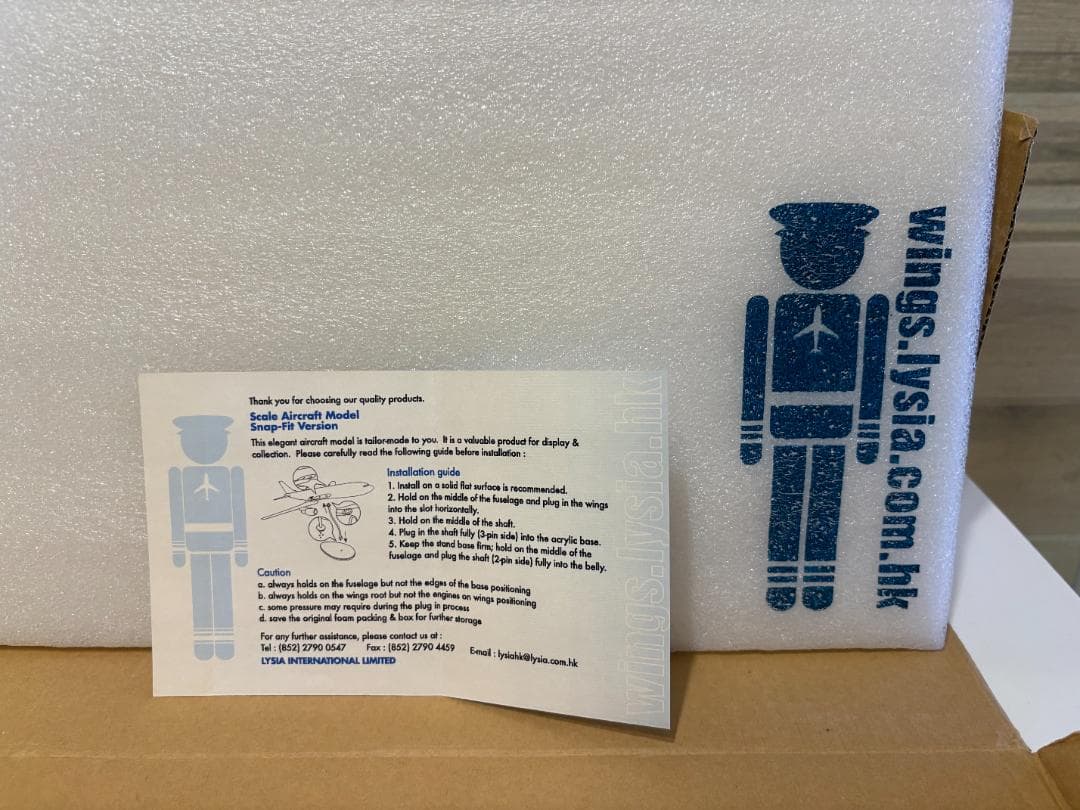 wings.lysia.com.hk
Thank you for choosing our quality products.
Scale Aircraft Model
Snap-Fit Version
This elegant aircraft model is tailor-made to you. It is a valuable product for display &
collection. Please carefully read the following guide before installation :
Installation guide
1. Install on a solid flat surface is recommended.
2. Hold on the middle of the fuselage and plug in the wings
into the slot horizontally.
3. Hold on the middle of the shaft.
4. Plug in the shaft fully (3-pin side) into the acrylic base.
5. Keep the stand base firm; hold on the middle of the
fuselage and plug the shaft (2-pin side) fully into the belly.
Caution
a. always holds on the fuselage but not the edges of the base positioning
b. always holds on the wings root but not the engines on wings positioning
c. some pressure may require during the plug in process
d. save the original foam packing & box for further storage
For any further assistance, please contact us at :
Tel : (852) 2790 0547 Fax : (852) 2790 4459 E-mail : lysiahk@lysia.com.hk
LYSIA INTERNATIONAL LIMITED
wings.lysia.hk